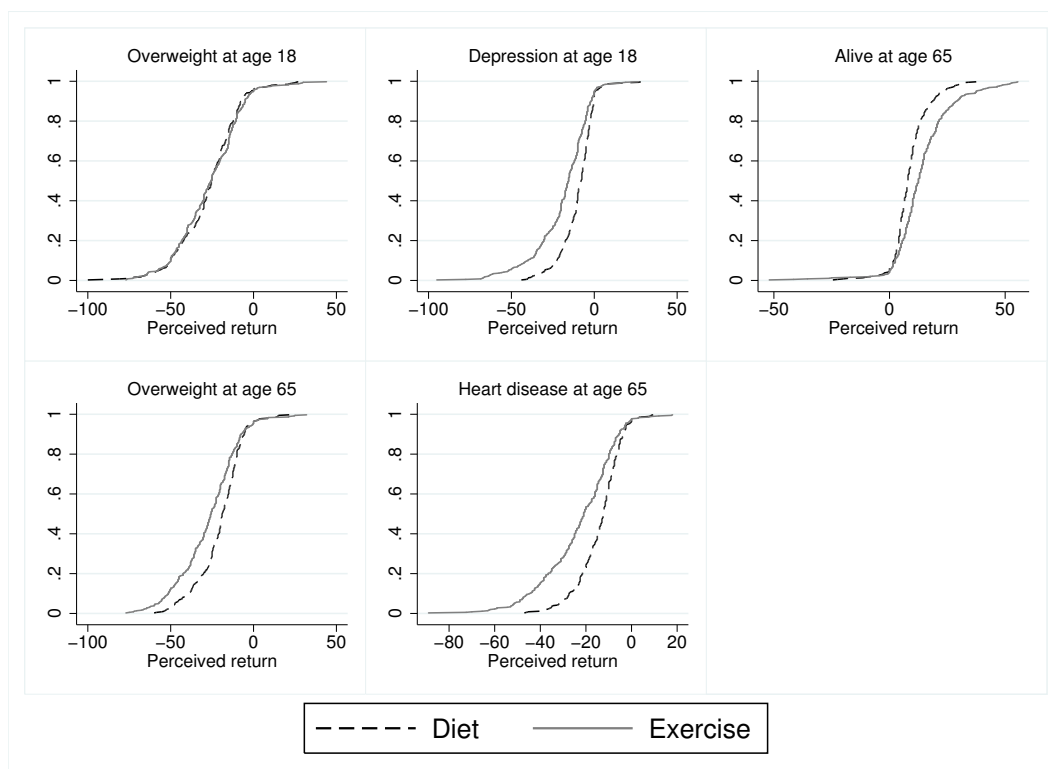 Overweight at age 18
1
.8
.6
.4
.2
0
−100 −50 0 50
Perceived return
Depression at age 18
1
.8
.6
.4
.2
0
−100 −50 0 50
Perceived return
Alive at age 65
1
.8
.6
.4
.2
0
−50 0 50
Perceived return
Overweight at age 65
1
.8
.6
.4
.2
0
−100 −50 0 50
Perceived return
Heart disease at age 65
1
.8
.6
.4
.2
0
−80 −60 −40 −20 0 20
Perceived return
Diet Exercise